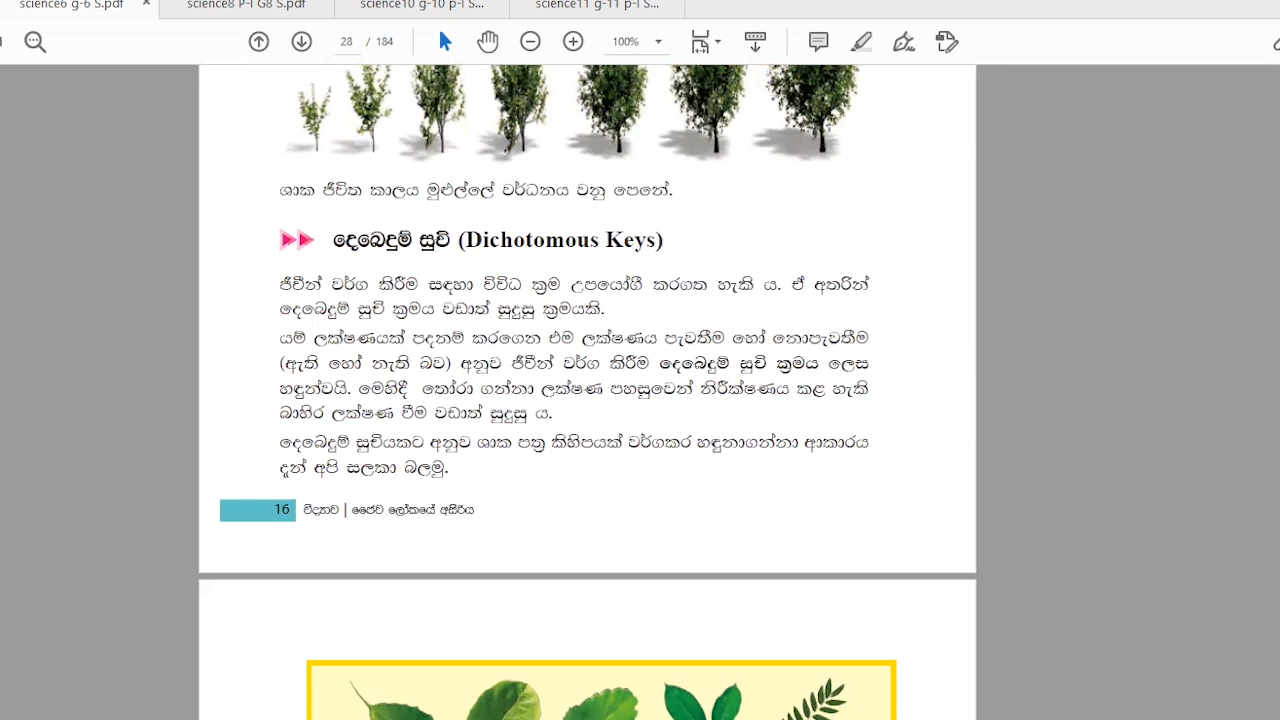 science6 g-6 S.pdf
science8 P-I G8 S.pdf
science10 g-10 p-I S...
science11 g-11 p-I S...
28 / 184
100%
ශාක ජීවිත කාලය මුළුල්ලේ වර්ධනය වනු පෙනේ.
දෙබෙදුම් සුචි (Dichotomous Keys)
ජීවීන් වර්ග කිරීම සඳහා විවිධ ක්‍රම උපයෝගී කරගත හැකි ය. ඒ අතරින්
දෙබෙදුම් සුචි ක්‍රමය වඩාත් සුදුසු ක්‍රමයකි.
යම් ලක්ෂණයක් පදනම් කරගෙන එම ලක්ෂණය පැවතීම හෝ නොපැවතීම
(ඇති හෝ නැති බව) අනුව ජීවීන් වර්ග කිරීම දෙබෙදුම් සුචි ක්‍රමය ලෙස
හඳුන්වයි. මෙහිදී තෝරා ගන්නා ලක්ෂණ පහසුවෙන් නිරීක්ෂණය කළ හැකි
බාහිර ලක්ෂණ වීම වඩාත් සුදුසු ය.
දෙබෙදුම් සුචියකට අනුව ශාක පත්‍ර කිහිපයක් වර්ගකර හඳුනාගන්නා ආකාරය
දැන් අපි සලකා බලමු.
16 විද්‍යාව | ජෛව ලෝකයේ අසිරිය